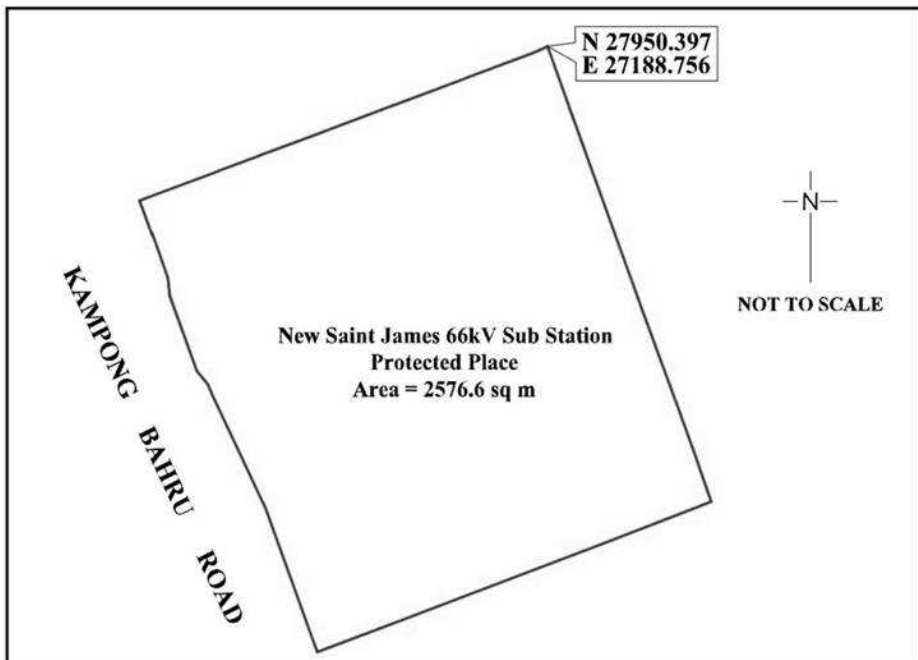 N 27950.397
E 27188.756
N
NOT TO SCALE
KAMPONG BAHRU ROAD
New Saint James 66kV Sub Station
Protected Place
Area = 2576.6 sq m